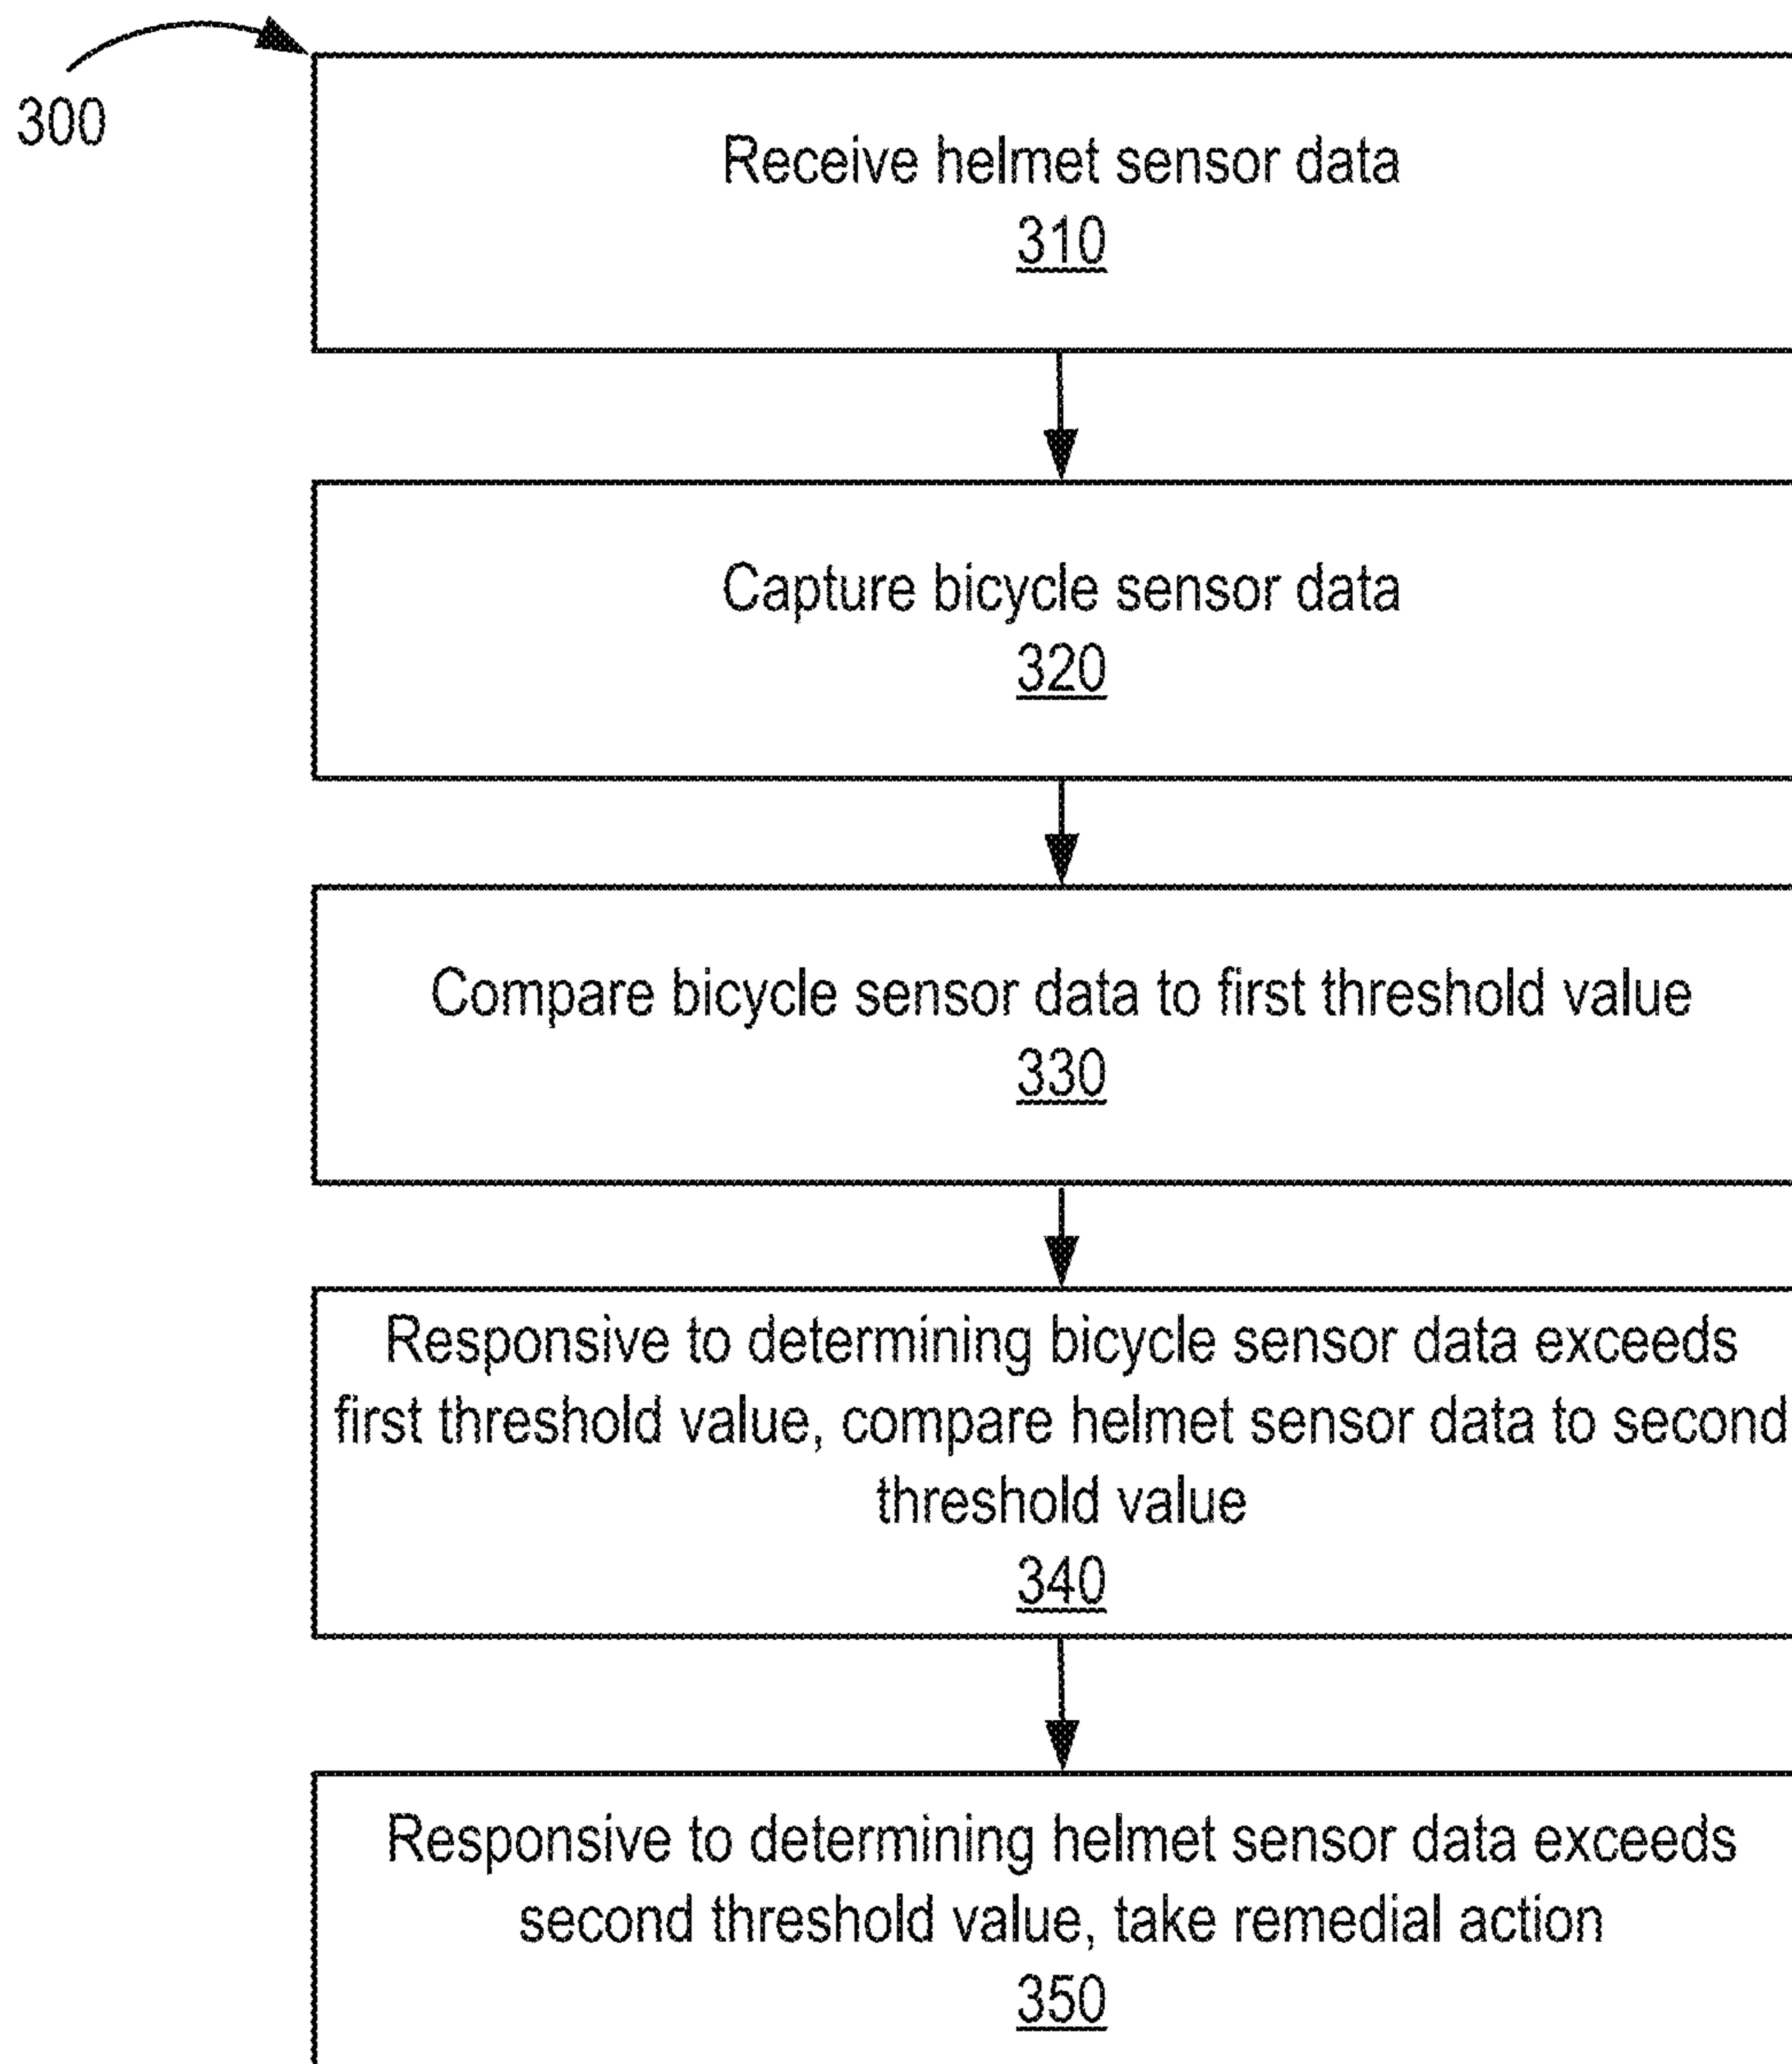 300
Receive helmet sensor data
310
Capture bicycle sensor data
320
Compare bicycle sensor data to first threshold value
330
Responsive to determining bicycle sensor data exceeds
first threshold value, compare helmet sensor data to second
threshold value
340
Responsive to determining helmet sensor data exceeds
second threshold value, take remedial action
350